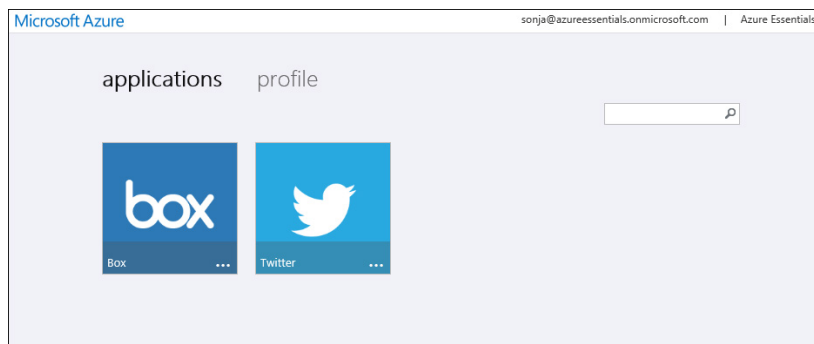 Microsoft Azure
sonja@azureessentials.onmicrosoft.com | Azure Essentials
applications profile
box
Box ... Twitter ...